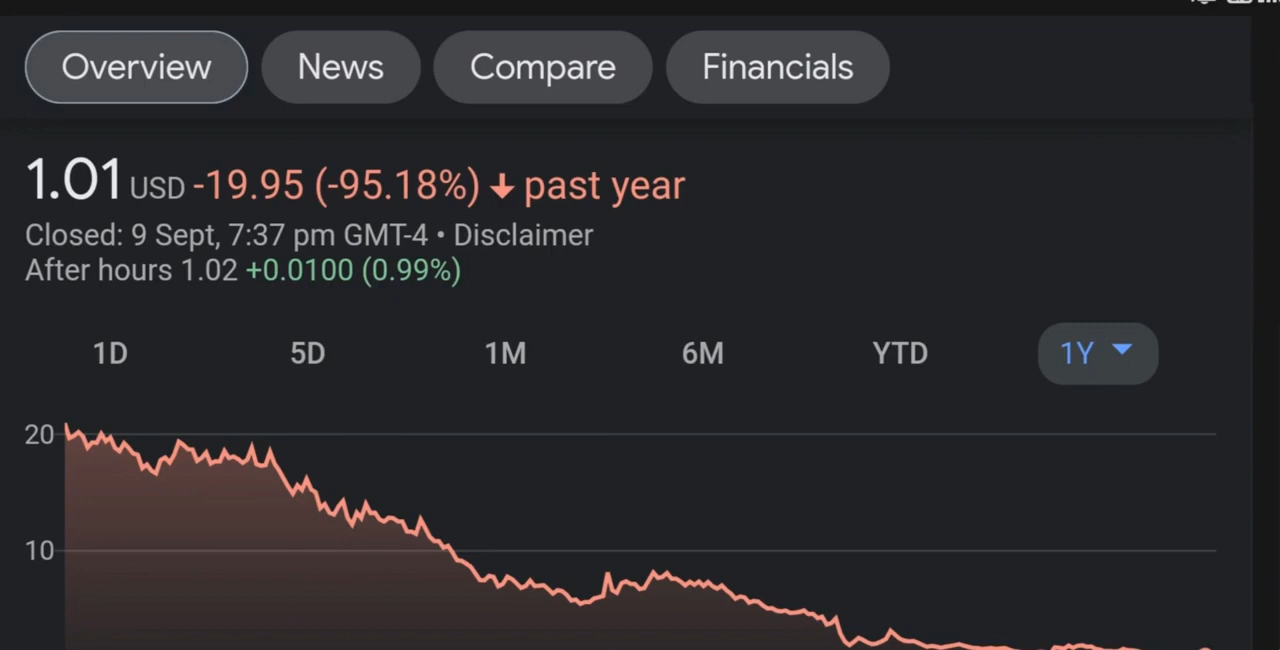 Overview News Compare Financials
1.01 USD -19.95 (-95.18%) ↓ past year
Closed: 9 Sept, 7:37 pm GMT-4 • Disclaimer
After hours 1.02 +0.0100 (0.99%)
1D 5D 1M 6M YTD 1Y
20
10